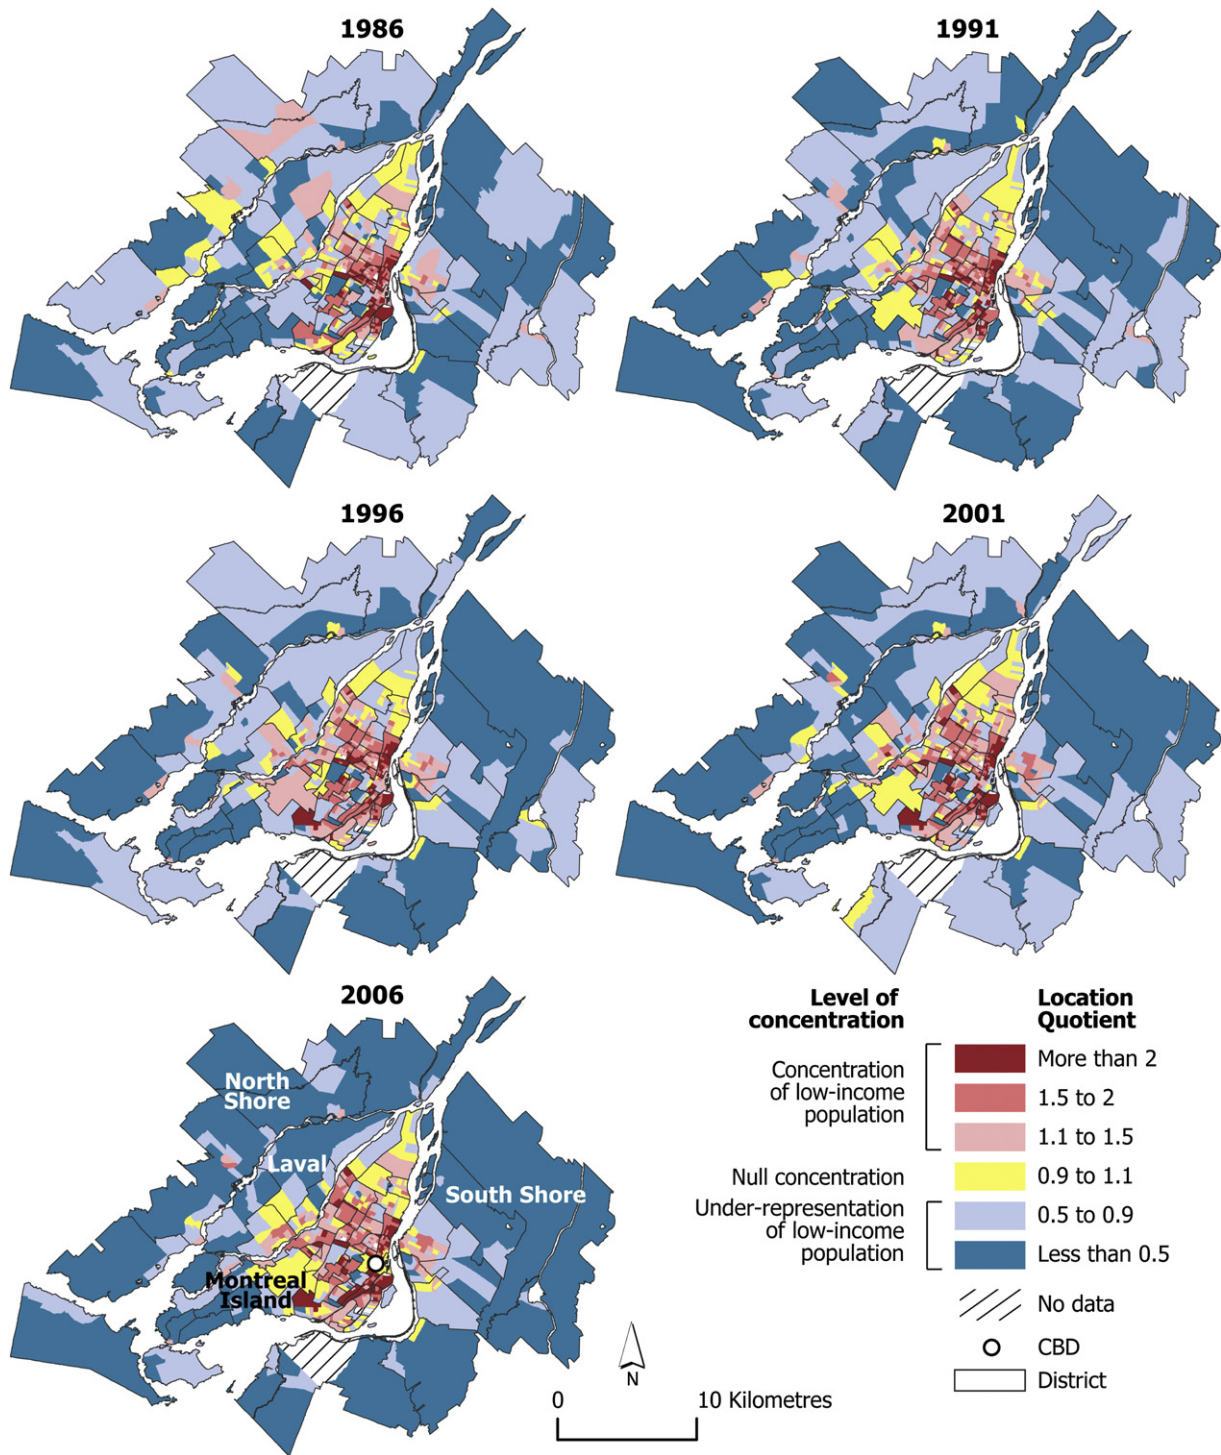 1986
1991
1996
2001
2006
North
Shore
Laval
South Shore
Montreal
Island
Level of
concentration
Location
Quotient
Concentration
of low-income
population
More than 2
1.5 to 2
1.1 to 1.5
Null concentration
0.9 to 1.1
Under-representation
of low-income
population
0.5 to 0.9
Less than 0.5
No data
CBD
District
N
0
10 Kilometres